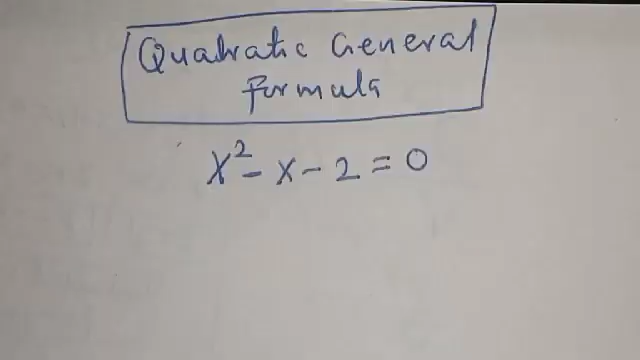 Quadratic General
Formula
x² - x - 2 = 0